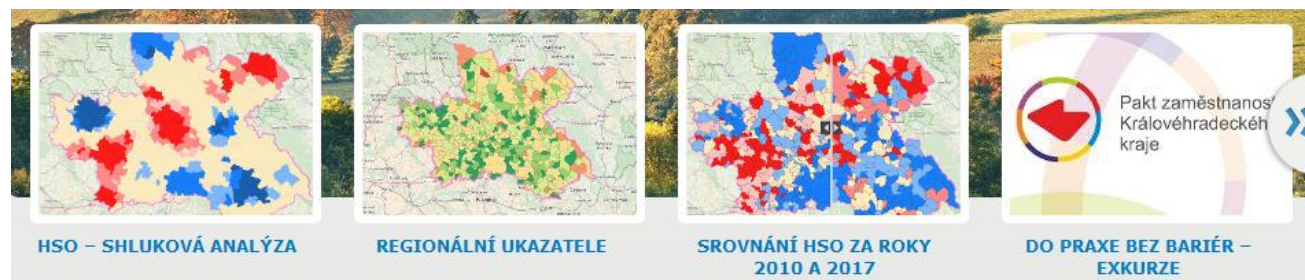 Pakt zaměstnanos
Královéhradeckéh
kraje
HSO – SHLUKOVÁ ANALÝZA
REGIONÁLNÍ UKAZATELE
SROVNÁNÍ HSO ZA ROKY
2010 A 2017
DO PRAXE BEZ BARIÉR –
EXKURZE